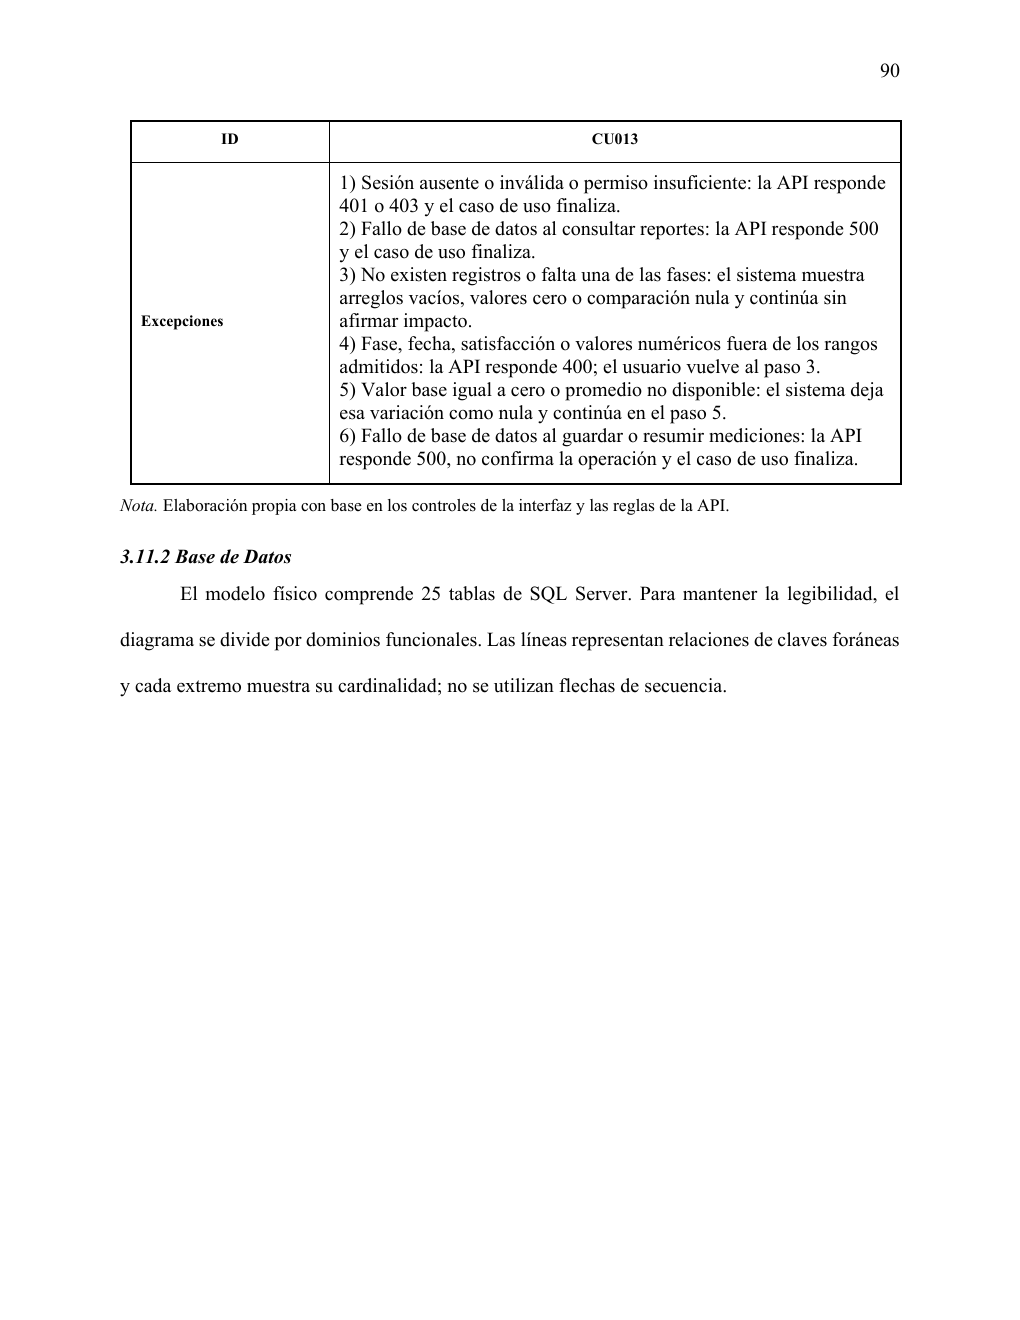 90
ID CU013
Excepciones
1) Sesión ausente o inválida o permiso insuficiente: la API responde
401 o 403 y el caso de uso finaliza.
2) Fallo de base de datos al consultar reportes: la API responde 500
y el caso de uso finaliza.
3) No existen registros o falta una de las fases: el sistema muestra
arreglos vacíos, valores cero o comparación nula y continúa sin
afirmar impacto.
4) Fase, fecha, satisfacción o valores numéricos fuera de los rangos
admitidos: la API responde 400; el usuario vuelve al paso 3.
5) Valor base igual a cero o promedio no disponible: el sistema deja
esa variación como nula y continúa en el paso 5.
6) Fallo de base de datos al guardar o resumir mediciones: la API
responde 500, no confirma la operación y el caso de uso finaliza.
Nota. Elaboración propia con base en los controles de la interfaz y las reglas de la API.
3.11.2 Base de Datos
El modelo físico comprende 25 tablas de SQL Server. Para mantener la legibilidad, el
diagrama se divide por dominios funcionales. Las líneas representan relaciones de claves foráneas
y cada extremo muestra su cardinalidad; no se utilizan flechas de secuencia.